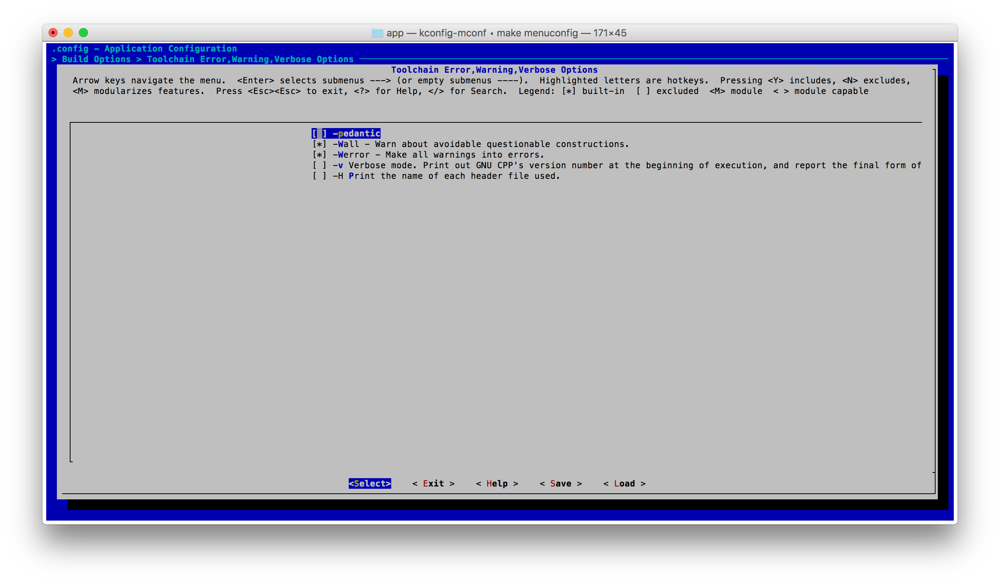 app — kconfig-mconf ◂ make menuconfig — 171×45
.config - Application Configuration
> Build Options > Toolchain Error,Warning,Verbose Options
Toolchain Error,Warning,Verbose Options
Arrow keys navigate the menu.  <Enter> selects submenus ---> (or empty submenus ----).  Highlighted letters are hotkeys.  Pressing <Y> includes, <N> excludes,
<M> modularizes features.  Press <Esc><Esc> to exit, <?> for Help, </> for Search.  Legend: [*] built-in  [ ] excluded  <M> module  < > module capable
[ ] -pedantic
[*] -Wall - Warn about avoidable questionable constructions.
[*] -Werror - Make all warnings into errors.
[ ] -v Verbose mode. Print out GNU CPP's version number at the beginning of execution, and report the final form of
[ ] -H Print the name of each header file used.
<Select>    < Exit >    < Help >    < Save >    < Load >